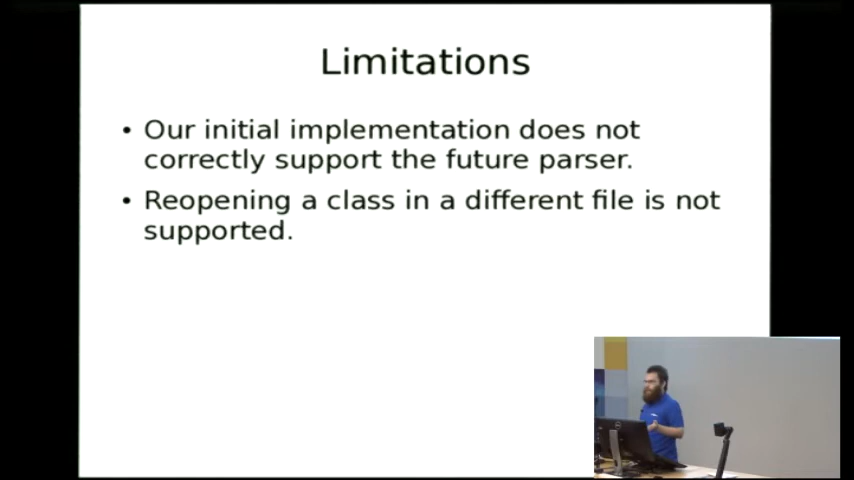 Limitations
• Our initial implementation does not
correctly support the future parser.
• Reopening a class in a different file is not
supported.